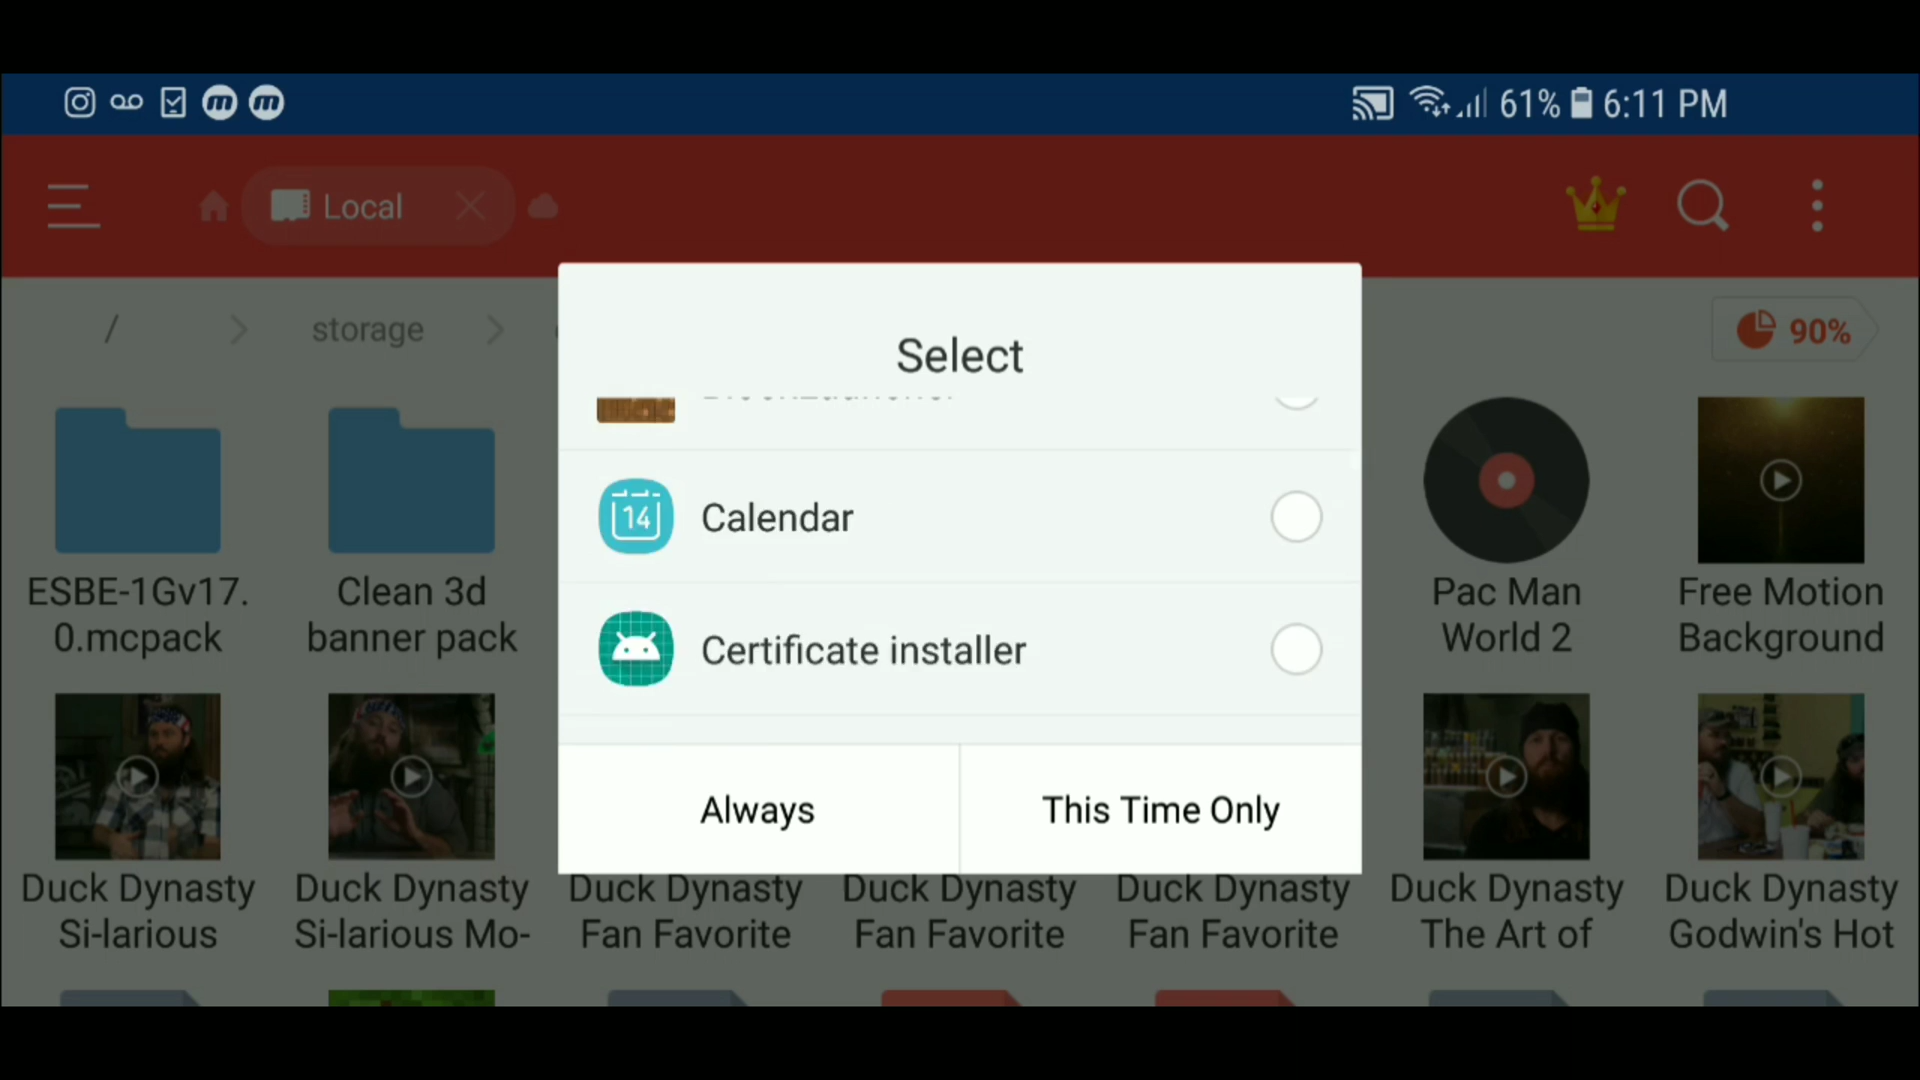 61% 6:11 PM
Local
/ storage
90%
Select
14 Calendar
Certificate installer
Always This Time Only
ESBE-1Gv17.
0.mcpack
Clean 3d
banner pack
Pac Man
World 2
Free Motion
Background
Duck Dynasty
Si-larious
Duck Dynasty
Si-larious Mo-
Duck Dynasty
Fan Favorite
Duck Dynasty
Fan Favorite
Duck Dynasty
Fan Favorite
Duck Dynasty
The Art of
Duck Dynasty
Godwin's Hot